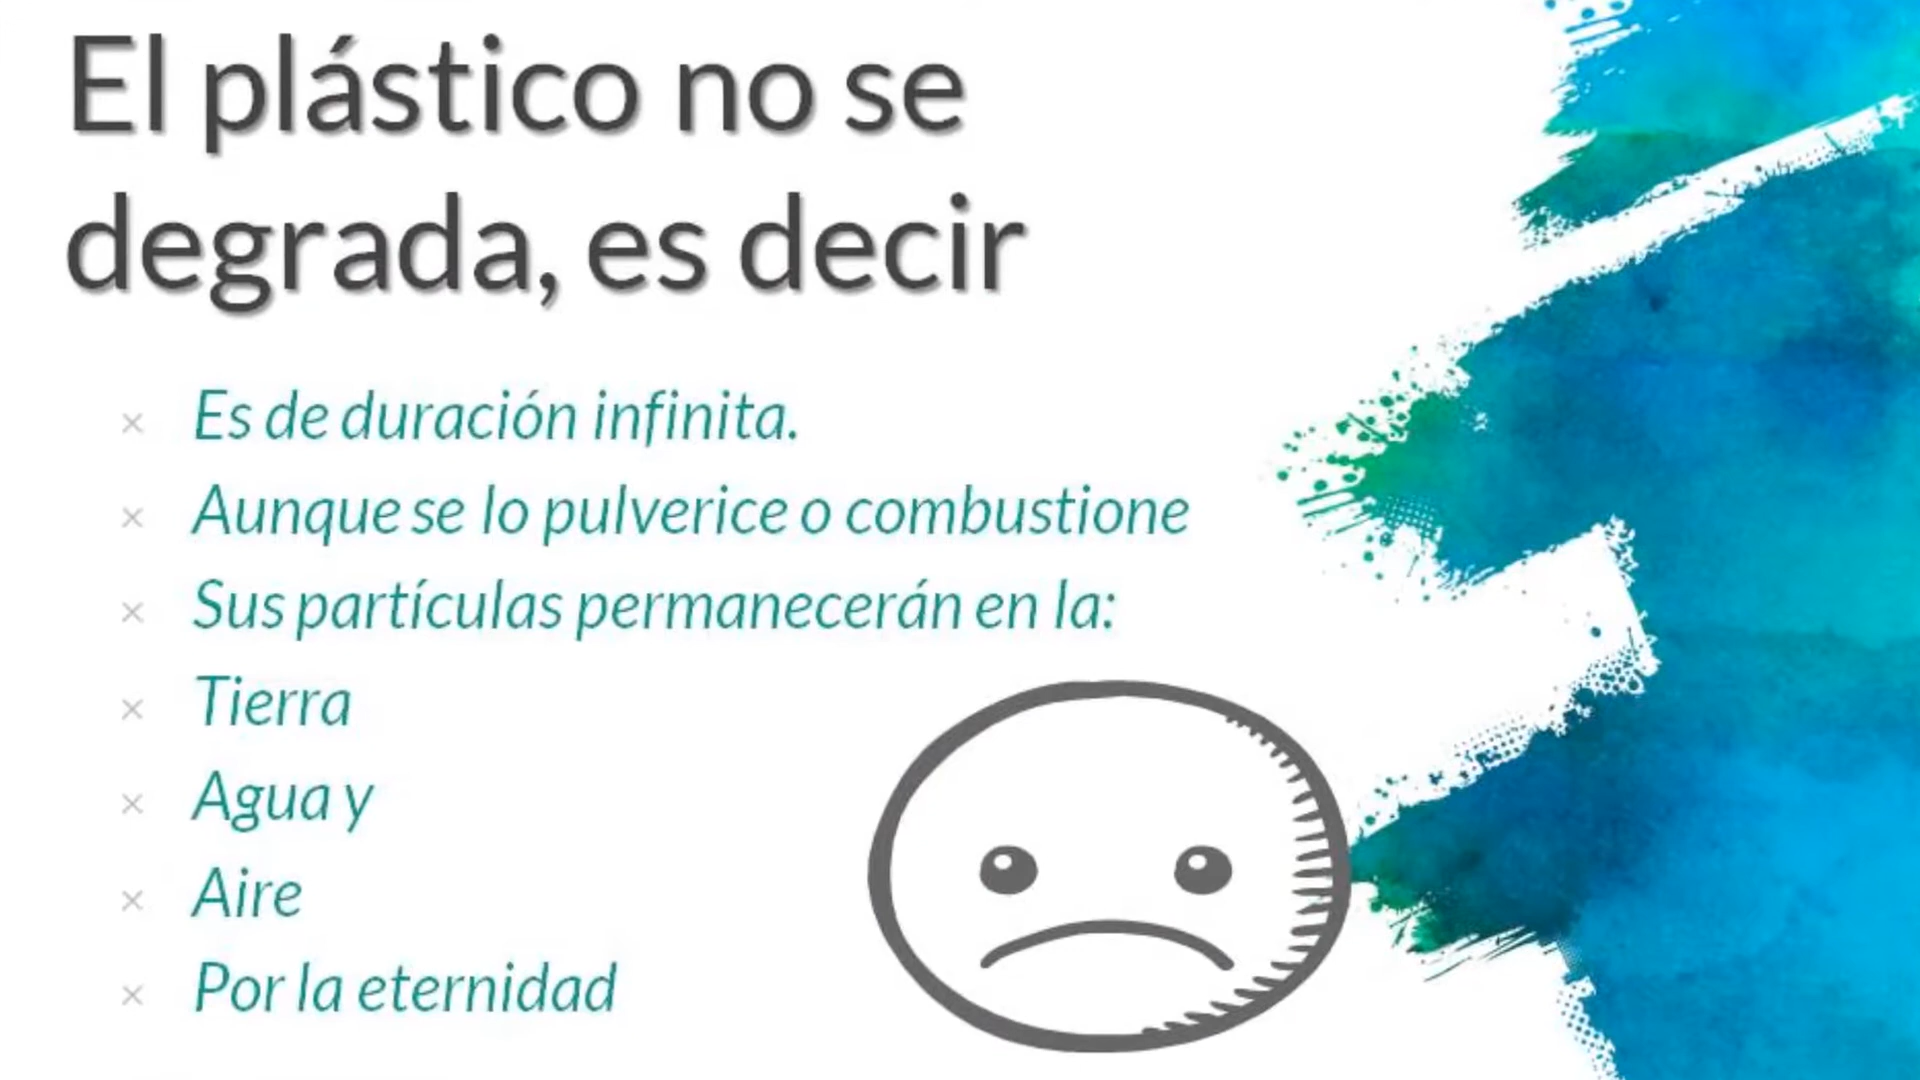 El plástico no se
degrada, es decir
× Es de duración infinita.
× Aunque se lo pulverice o combustione
× Sus partículas permanecerán en la:
× Tierra
× Agua y
× Aire
× Por la eternidad